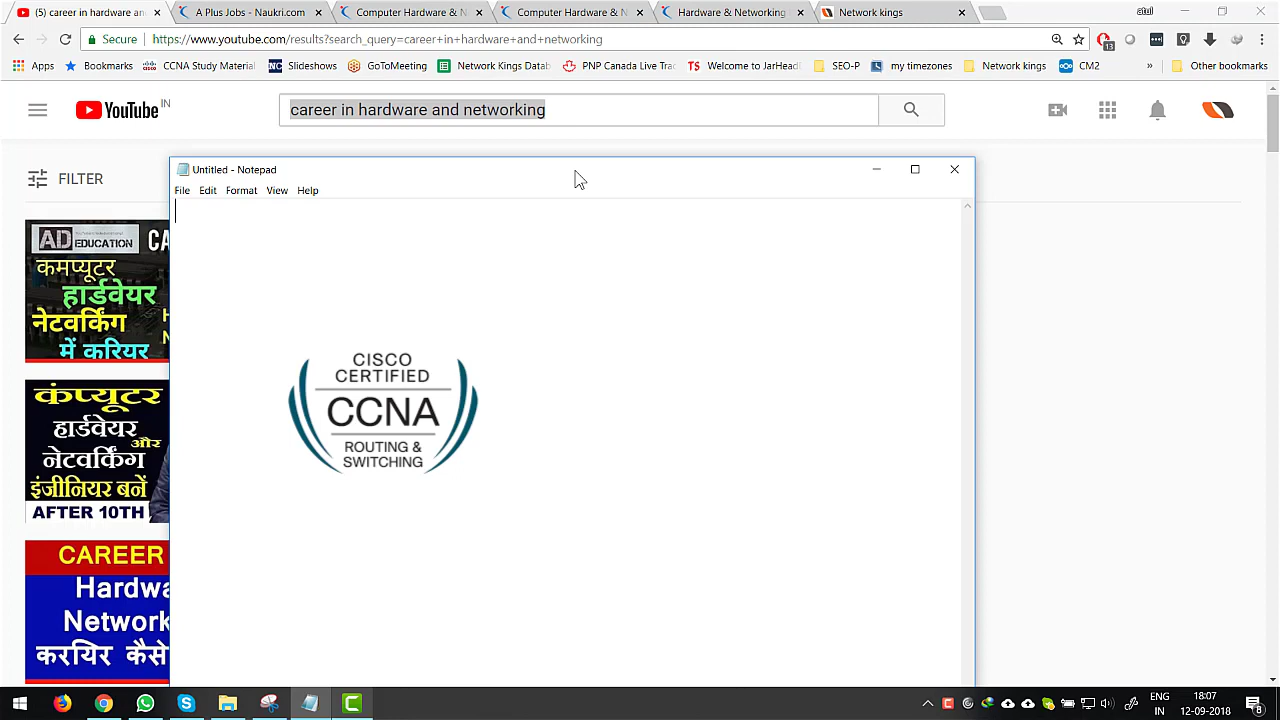 (5) career in hardware an
A Plus Jobs - Naukri.com
Computer Hardware & N
Computer Hardware & N
Hardware & Networking
Network kings
atul
Secure
https://www.youtube.com/results?search_query=career+in+hardware+and+networking
13
Apps
Bookmarks
CCNA Study Material
Slideshows
GoToMeeting
Network Kings Datab
PNP Canada Live Trac
TS Welcome to JarHead
SEO-P
my timezones
Network kings
CM2
»
Other bookmarks
YouTube IN
career in hardware and networking
FILTER
Untitled - Notepad
File Edit Format View Help
AD EDUCATION CA
कम्प्यूटर
हार्डवेयर
नेटवर्किंग
में करियर
कंप्यूटर
हार्डवेयर
और
नेटवर्किंग
इंजीनियर बनें
AFTER 10TH
CAREER
Hardwa
Network
करियर कैसे
CISCO
CERTIFIED
CCNA
ROUTING &
SWITCHING
ENG
IN
18:07
12-09-2018
8